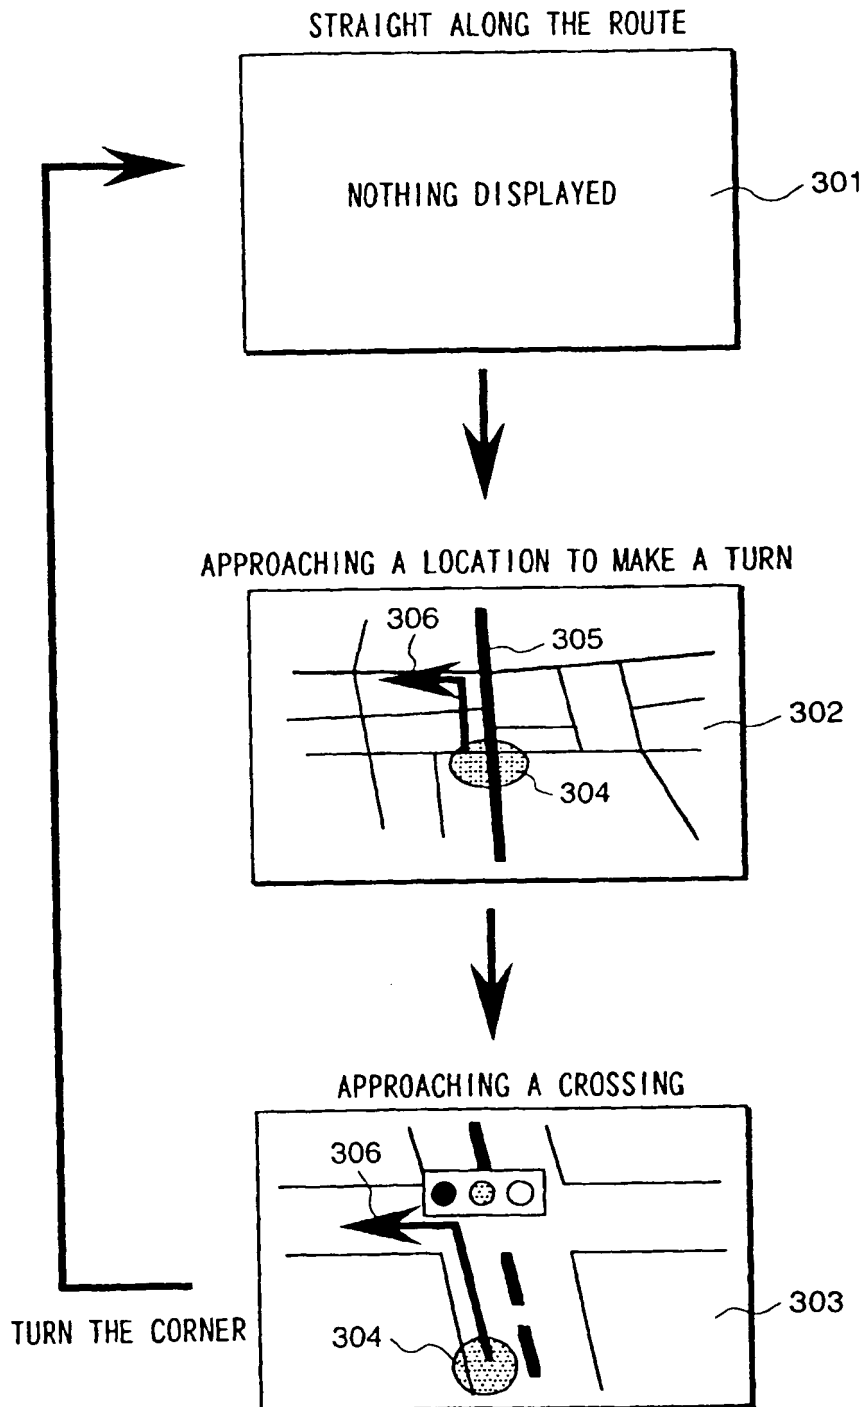 STRAIGHT ALONG THE ROUTE
NOTHING DISPLAYED
301
APPROACHING A LOCATION TO MAKE A TURN
306
305
302
304
APPROACHING A CROSSING
306
303
TURN THE CORNER
304